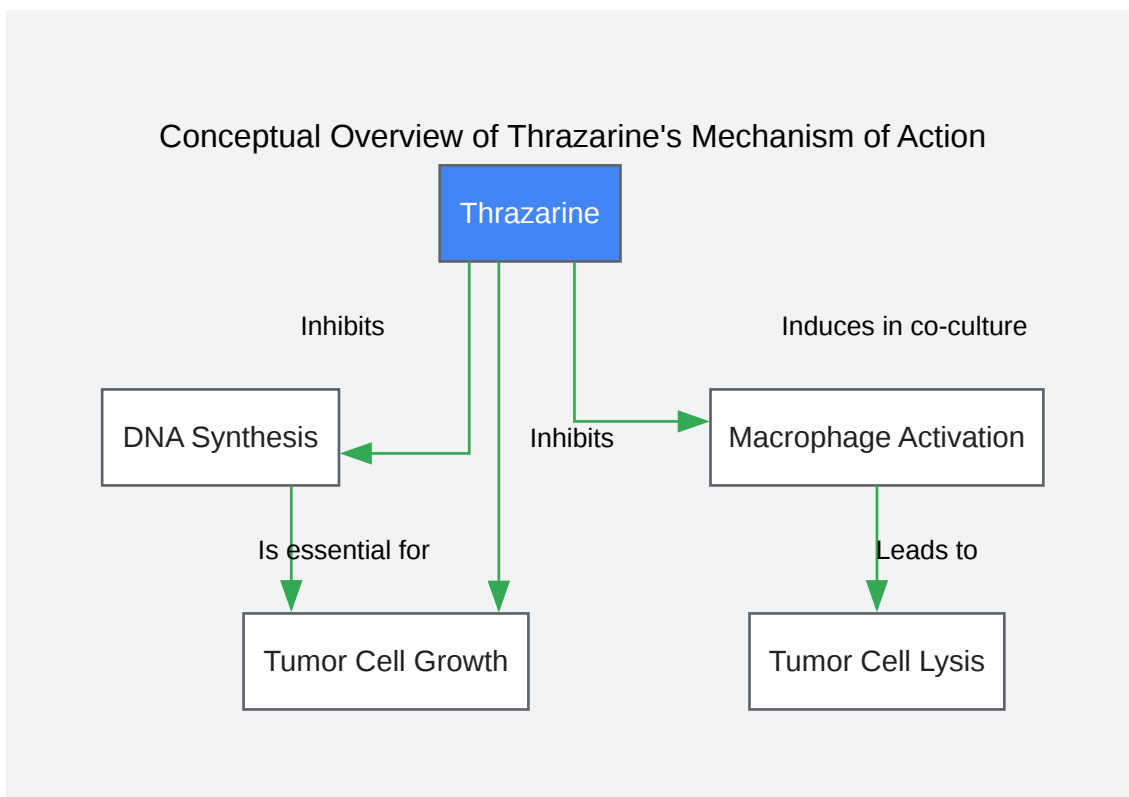 Conceptual Overview of Thrazarine's Mechanism of Action
Thrazarine
Inhibits
Induces in co-culture
DNA Synthesis
Inhibits
Macrophage Activation
Is essential for
Leads to
Tumor Cell Growth
Tumor Cell Lysis